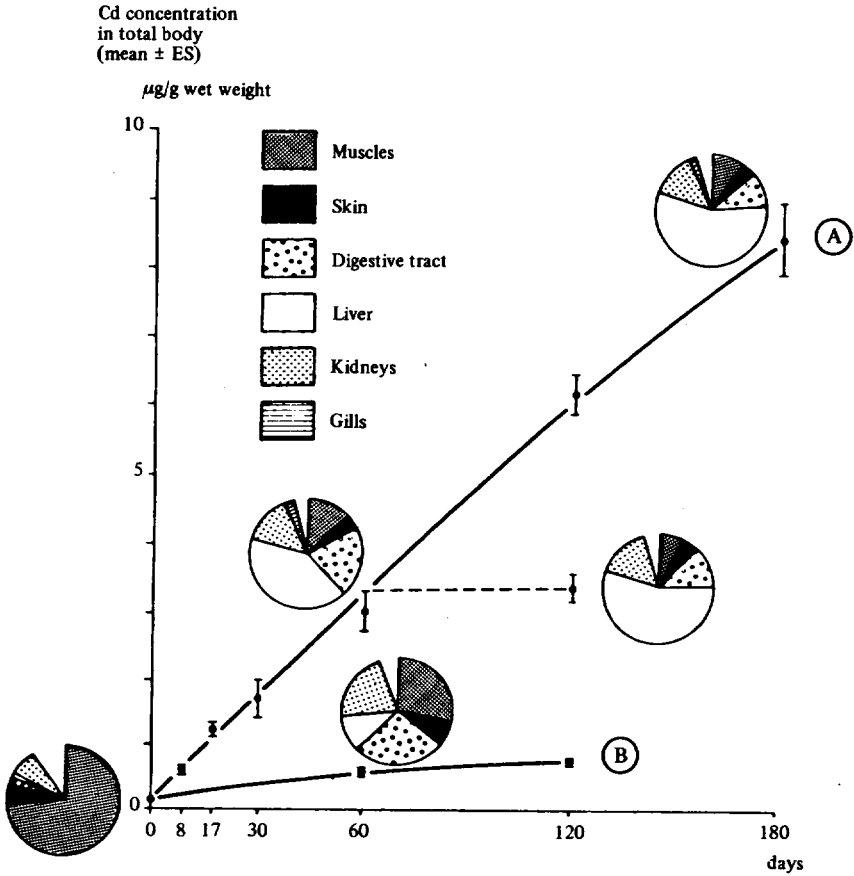 Cd concentration
in total body
(mean ± ES)
µg/g wet weight
10
Muscles
Skin
Digestive tract
Liver
Kidneys
Gills
A
5
B
0
0 8 17 30 60 120 180
days